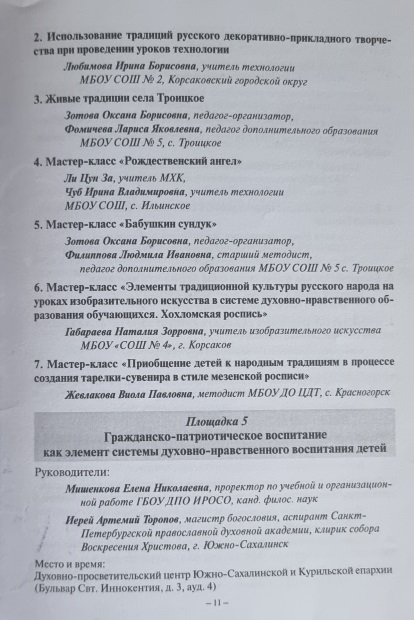 2. Использование традиций русского декоративно-прикладного творче-
ства при проведении уроков технологии
Любимова Ирина Борисовна, учитель технологии
МБОУ СОШ № 2, Корсаковский городской округ
3. Живые традиции села Троицкое
Зотова Оксана Борисовна, педагог-организатор,
Фомичева Лариса Яковлевна, педагог дополнительного образования
МБОУ СОШ № 5, с. Троицкое
4. Мастер-класс «Рождественский ангел»
Ли Цун За, учитель МХК,
Чуб Ирина Владимировна, учитель технологии
МБОУ СОШ, с. Ильинское
5. Мастер-класс «Бабушкин сундук»
Зотова Оксана Борисовна, педагог-организатор,
Филиппова Людмила Ивановна, старший методист,
педагог дополнительного образования МБОУ СОШ № 5 с. Троицкое
6. Мастер-класс «Элементы традиционной культуры русского народа на
уроках изобразительного искусства в системе духовно-нравственного об-
разования обучающихся. Хохломская роспись»
Габараева Наталия Зорровна, учитель изобразительного искусства
МБОУ «СОШ № 4», г. Корсаков
7. Мастер-класс «Приобщение детей к народным традициям в процессе
создания тарелки-сувенира в стиле мезенской росписи»
Жевлакова Виола Павловна, методист МБОУ ДО ЦДТ, с. Красногорск
Площадка 5
Гражданско-патриотическое воспитание
как элемент системы духовно-нравственного воспитания детей
Руководители:
Мишенкова Елена Николаевна, проректор по учебной и организацион-
ной работе ГБОУ ДПО ИРОСО, канд. филос. наук
Иерей Артемий Торопов, магистр богословия, аспирант Санкт-
Петербургской православной духовной академии, клирик собора
Воскресения Христова, г. Южно-Сахалинск
Место и время:
Духовно-просветительский центр Южно-Сахалинской и Курильской епархии
(Бульвар Свт. Иннокентия, д. 3, ауд. 4)
– 11 –